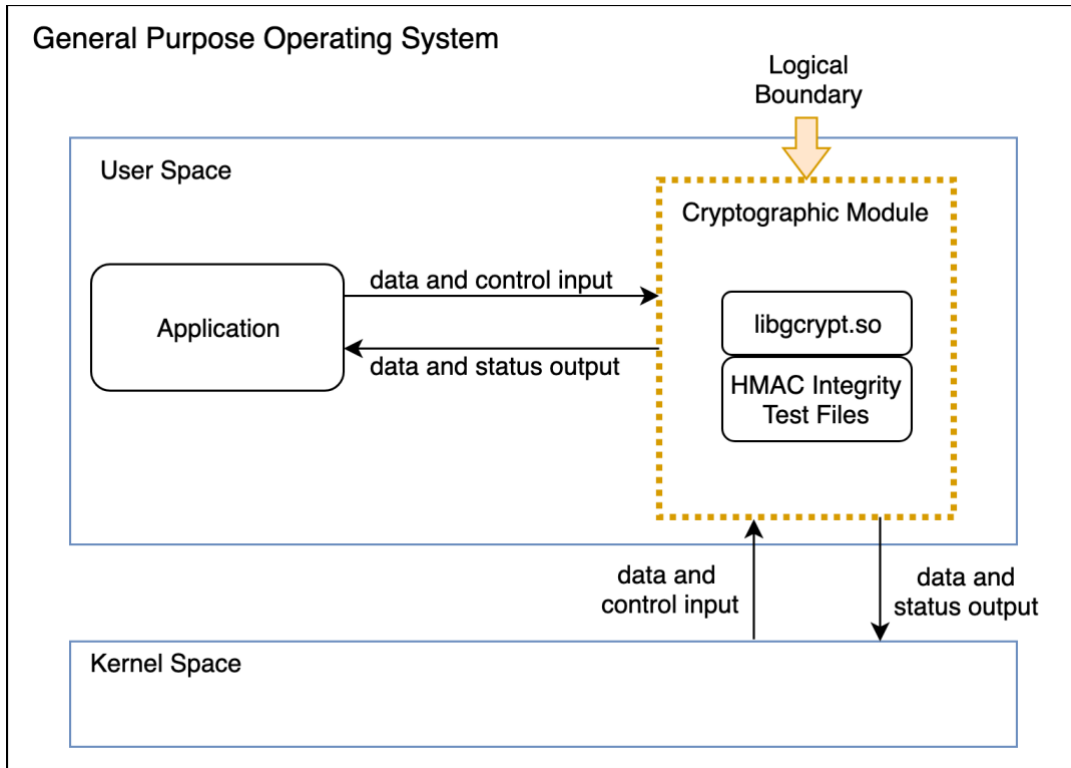 General Purpose Operating System
Logical
Boundary
User Space
Cryptographic Module
data and control input
Application
libgcrypt.so
data and status output
HMAC Integrity
Test Files
data and
control input
data and
status output
Kernel Space